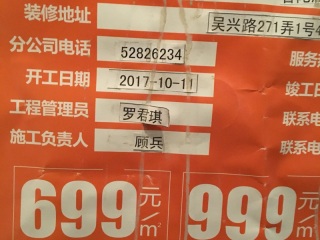 装修地址 吴兴路271弄1号
分公司电话 52826234 服务
开工日期 2017-10-11 竣工
工程管理员 罗君琪 联系电
施工负责人 顾兵 联系电
699元/m² 999元/m²